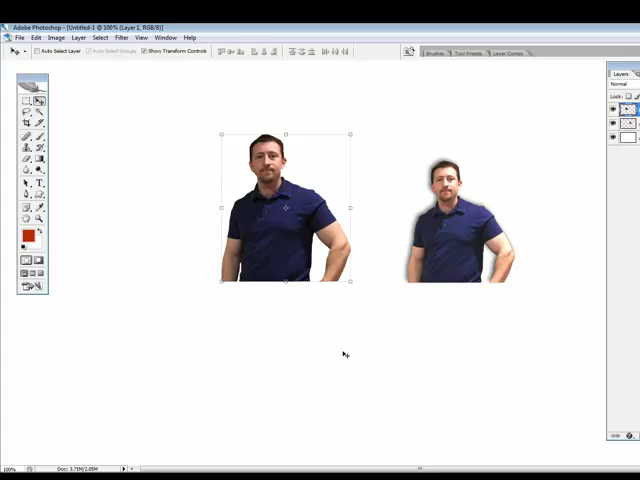 Adobe Photoshop - [Untitled-1 @ 100% (Layer 1, RGB/8)]
File Edit Image Layer Select Filter View Window Help
Auto Select Layer Auto Select Groups Show Transform Controls
Brushes Tool Presets Layer Comps
Layers
Normal
Lock:
T
100% Doc: 3.71M/2.05M